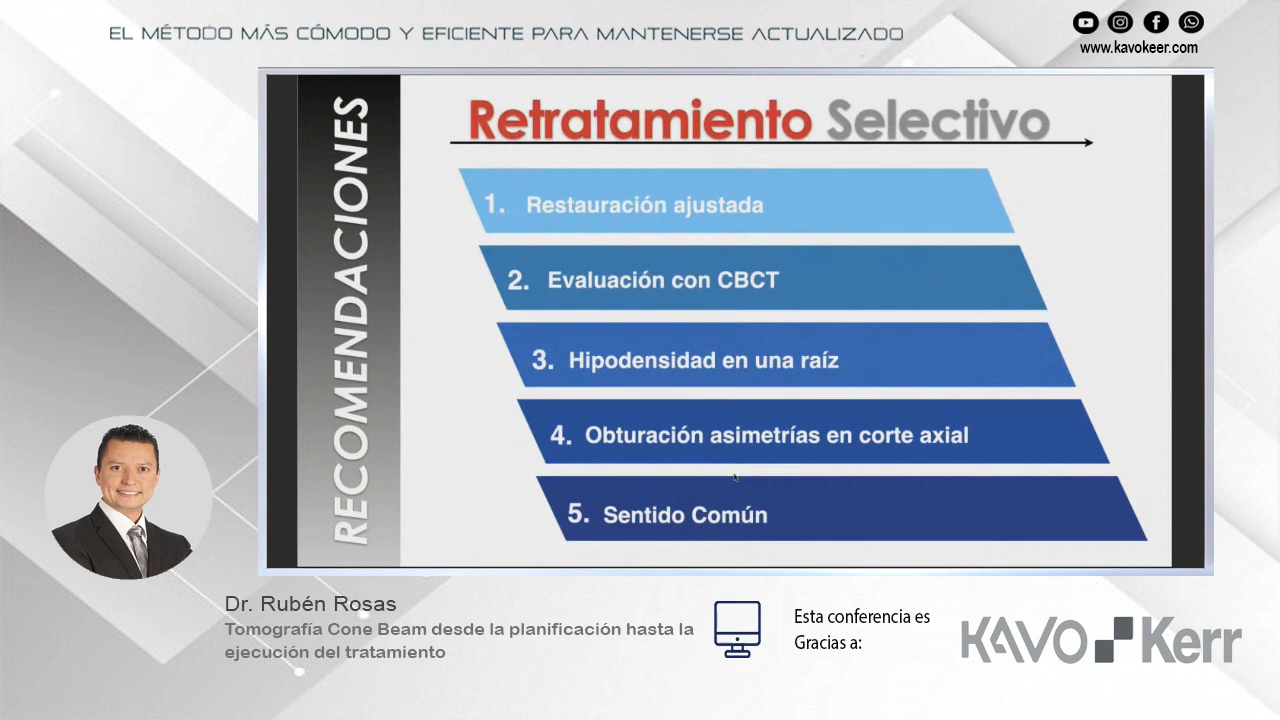 EL MÉTODO MÁS CÓMODO Y EFICIENTE PARA MANTENERSE ACTUALIZADO
www.kavokeer.com
RECOMENDACIONES
Retratamiento Selectivo
1. Restauración ajustada
2. Evaluación con CBCT
3. Hipodensidad en una raíz
4. Obturación asimetrías en corte axial
5. Sentido Común
Dr. Rubén Rosas
Tomografía Cone Beam desde la planificación hasta la
ejecución del tratamiento
Esta conferencia es
Gracias a:
KAVO Kerr